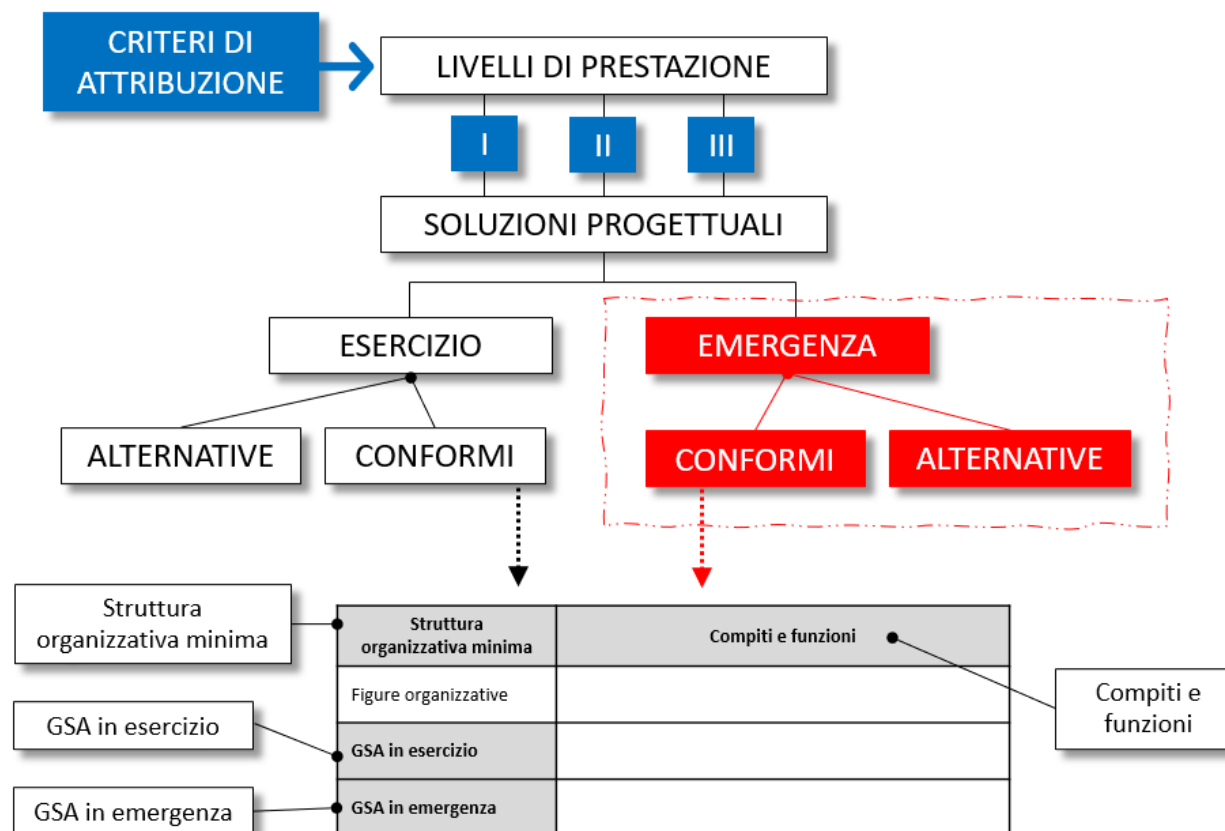 CRITERI DI
ATTRIBUZIONE
LIVELLI DI PRESTAZIONE
I
II
III
SOLUZIONI PROGETTUALI
ESERCIZIO
EMERGENZA
ALTERNATIVE
CONFORMI
CONFORMI
ALTERNATIVE
Struttura
organizzativa minima
Struttura
organizzativa minima
Compiti e funzioni
Figure organizzative
Compiti e
funzioni
GSA in esercizio
GSA in esercizio
GSA in emergenza
GSA in emergenza